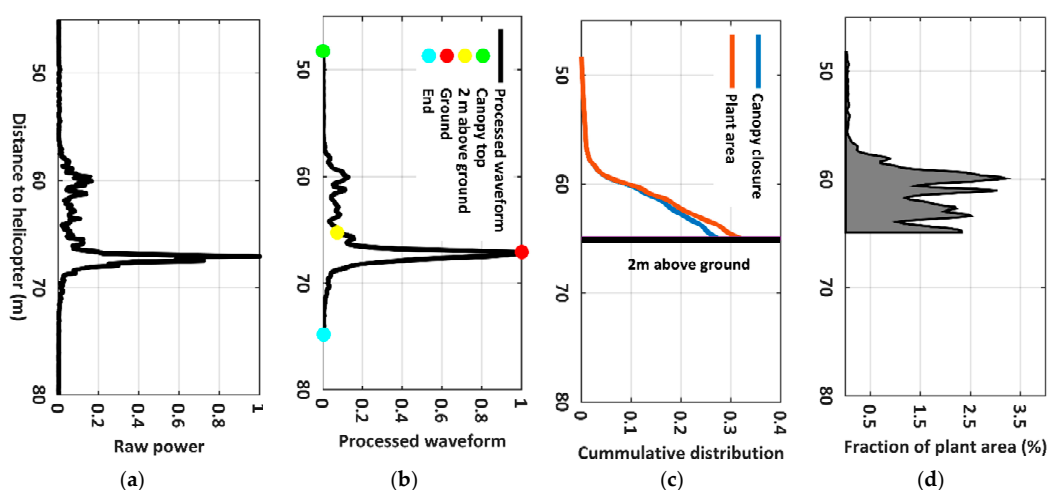 Distance to helicopter (m)
50
60
70
80
0
0.2
0.4
0.6
0.8
1
Raw power
(a)
Processed waveform
Canopy top
2 m above ground
Ground
End
50
60
70
80
0
0.2
0.4
0.6
0.8
1
Processed waveform
(b)
Canopy closure
Plant area
2m above ground
50
60
70
80
0
0.1
0.2
0.3
0.4
Cummulative distribution
(c)
50
60
70
80
0.5
1.5
2.5
3.5
Fraction of plant area (%)
(d)